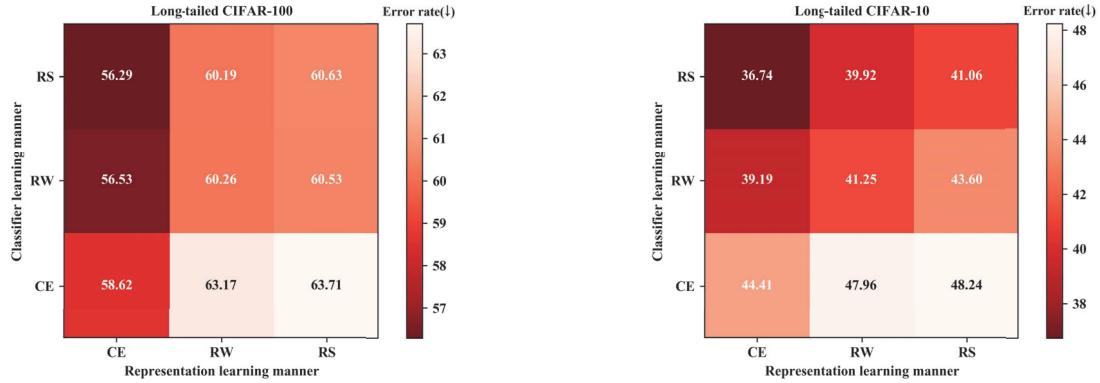 Long-tailed CIFAR-100
Error rate(↓)
RS
56.29 60.19 60.63
RW
56.53 60.26 60.53
CE
58.62 63.17 63.71
CE RW RS
Representation learning manner
Classifier learning manner
63
62
61
60
59
58
57
Long-tailed CIFAR-10
Error rate(↓)
RS
36.74 39.92 41.06
RW
39.19 41.25 43.60
CE
44.41 47.96 48.24
CE RW RS
Representation learning manner
Classifier learning manner
48
46
44
42
40
38